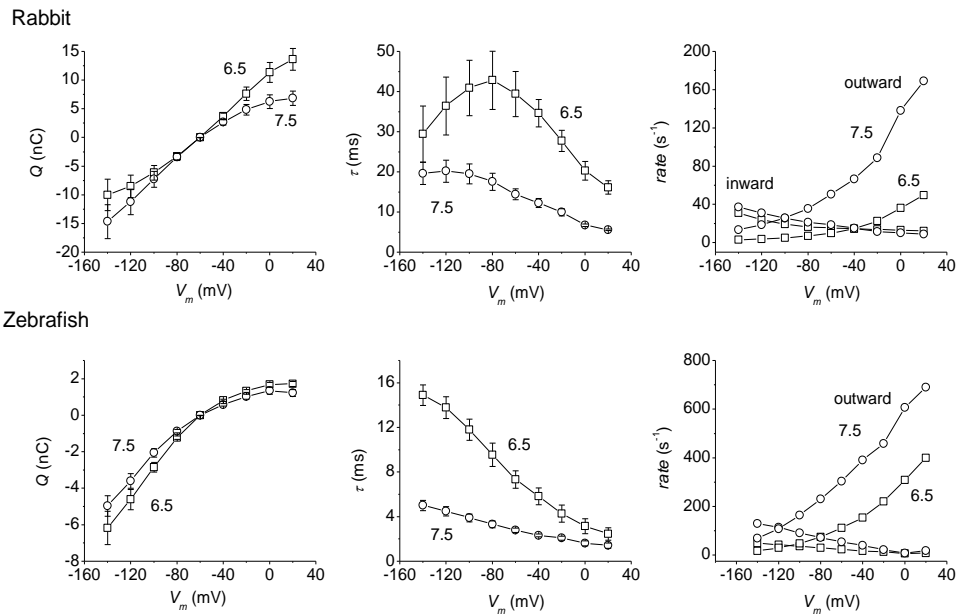 Rabbit
15
10
5
0
-5
-10
-15
-20
Q (nC)
6.5
7.5
-160 -120 -80 -40 0 40
V_m (mV)
50
40
30
20
10
0
τ (ms)
6.5
7.5
-160 -120 -80 -40 0 40
V_m (mV)
200
160
120
80
40
0
rate (s⁻¹)
outward
7.5
6.5
inward
-160 -120 -80 -40 0 40
V_m (mV)
Zebrafish
2
0
-2
-4
-6
-8
Q (nC)
7.5
6.5
-160 -120 -80 -40 0 40
V_m (mV)
16
12
8
4
0
τ (ms)
6.5
7.5
-160 -120 -80 -40 0 40
V_m (mV)
800
600
400
200
0
rate (s⁻¹)
outward
7.5
6.5
-160 -120 -80 -40 0 40
V_m (mV)